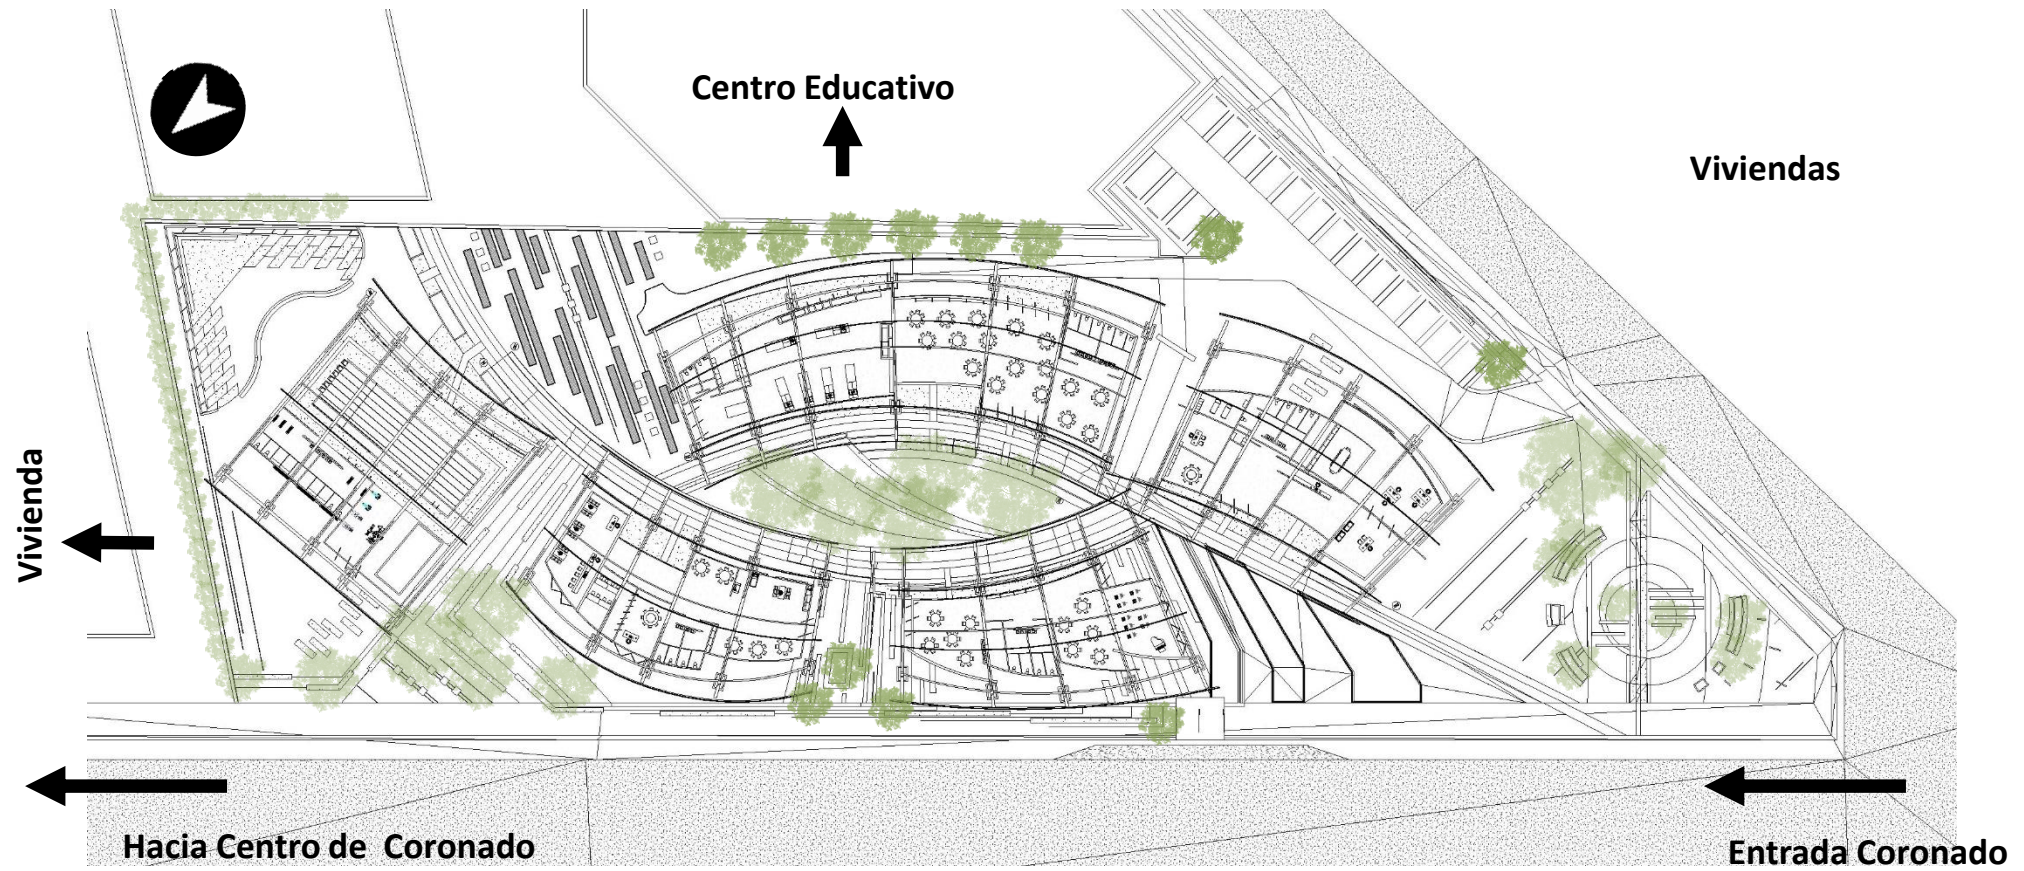 Centro Educativo
Viviendas
Vivienda
Hacia Centro de  Coronado
Entrada Coronado